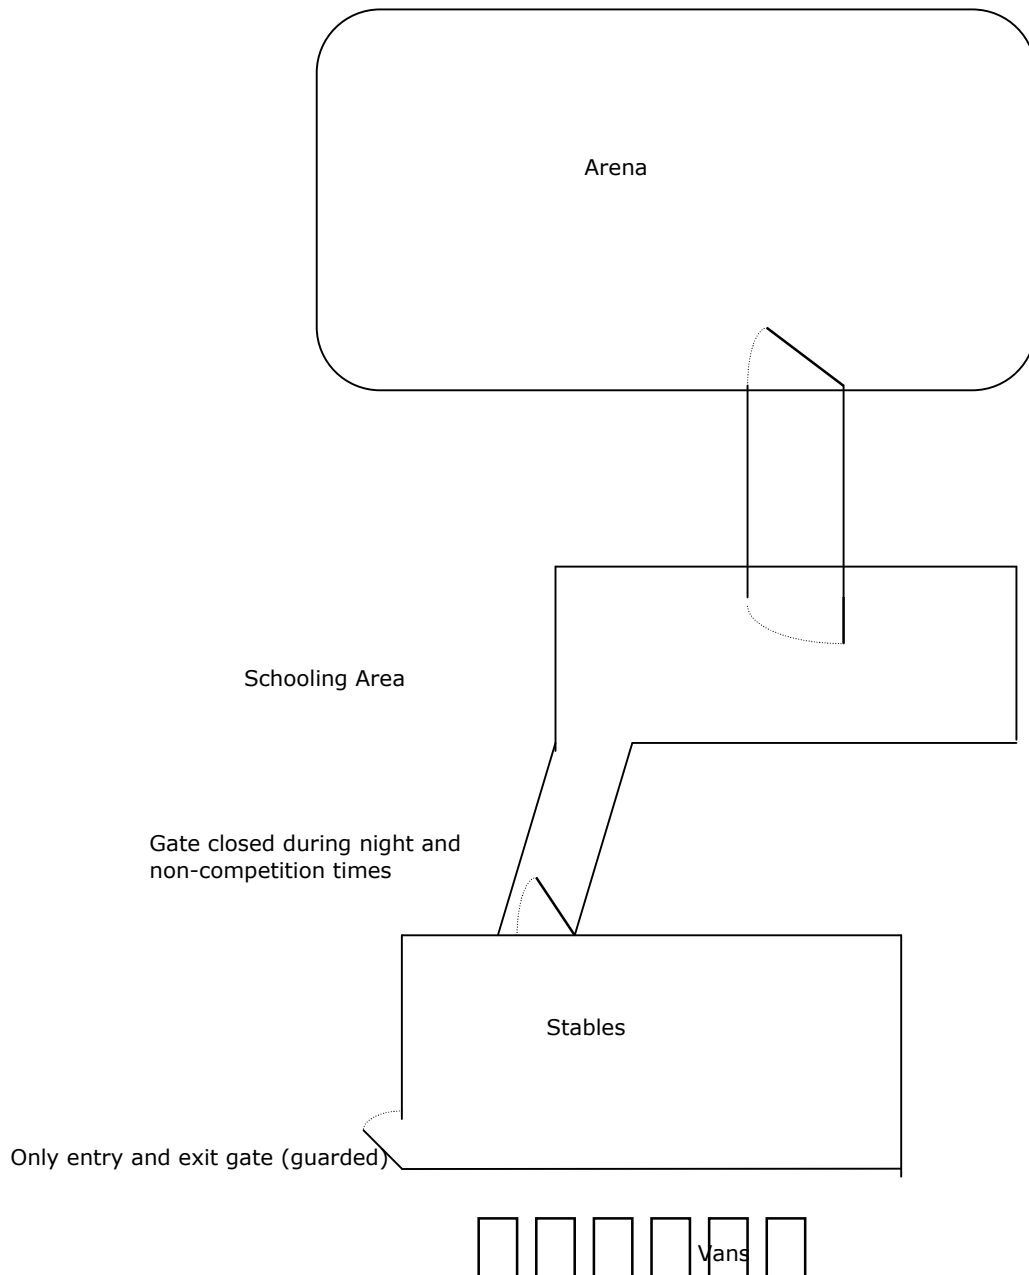 Arena
Schooling Area
Gate closed during night and
non-competition times
Stables
Only entry and exit gate (guarded)
Vans